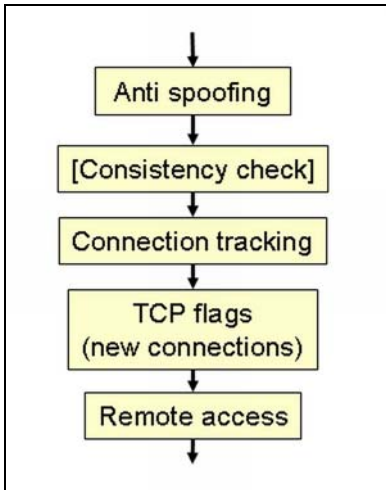 Anti spoofing
[Consistency check]
Connection tracking
TCP flags
(new connections)
Remote access